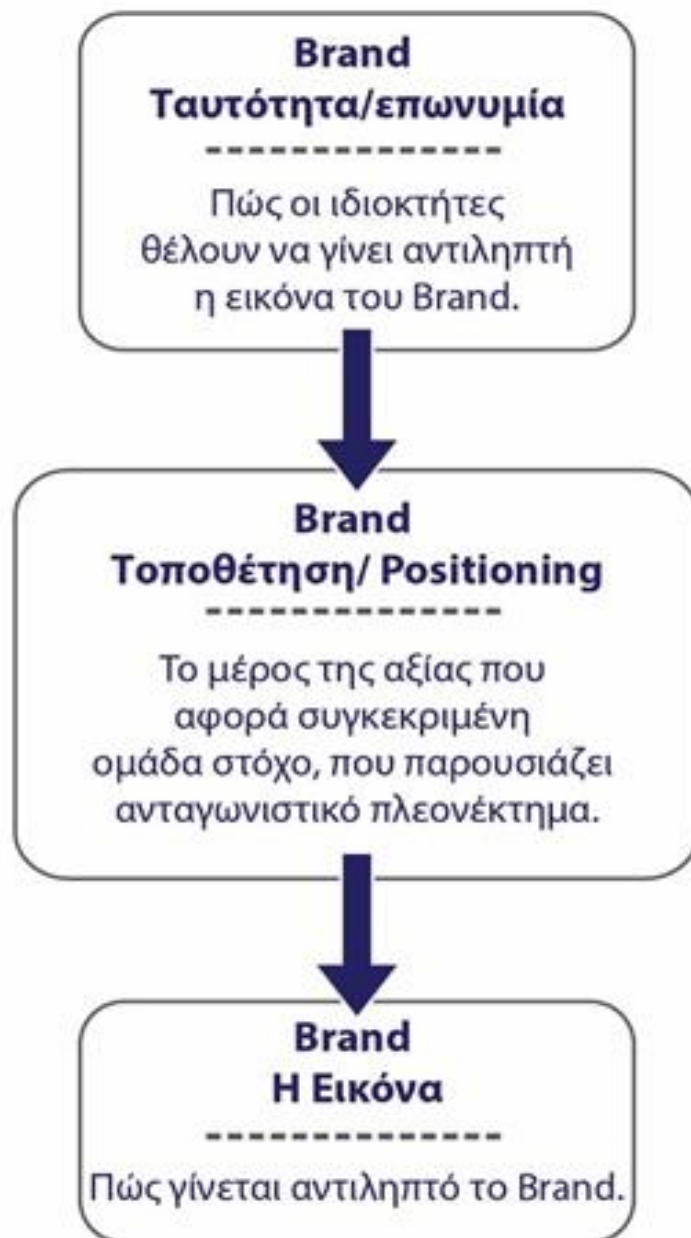 Brand
Ταυτότητα/επωνυμία
Πώς οι ιδιοκτήτες
θέλουν να γίνει αντιληπτή
η εικόνα του Brand.
Brand
Τοποθέτηση/ Positioning
Το μέρος της αξίας που
αφορά συγκεκριμένη
ομάδα στόχο, που παρουσιάζει
ανταγωνιστικό πλεονέκτημα.
Brand
Η Εικόνα
Πώς γίνεται αντιληπτό το Brand.